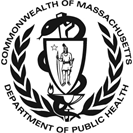 COMMONWEALTH OF MASSACHUSETTS
DEPARTMENT OF PUBLIC HEALTH